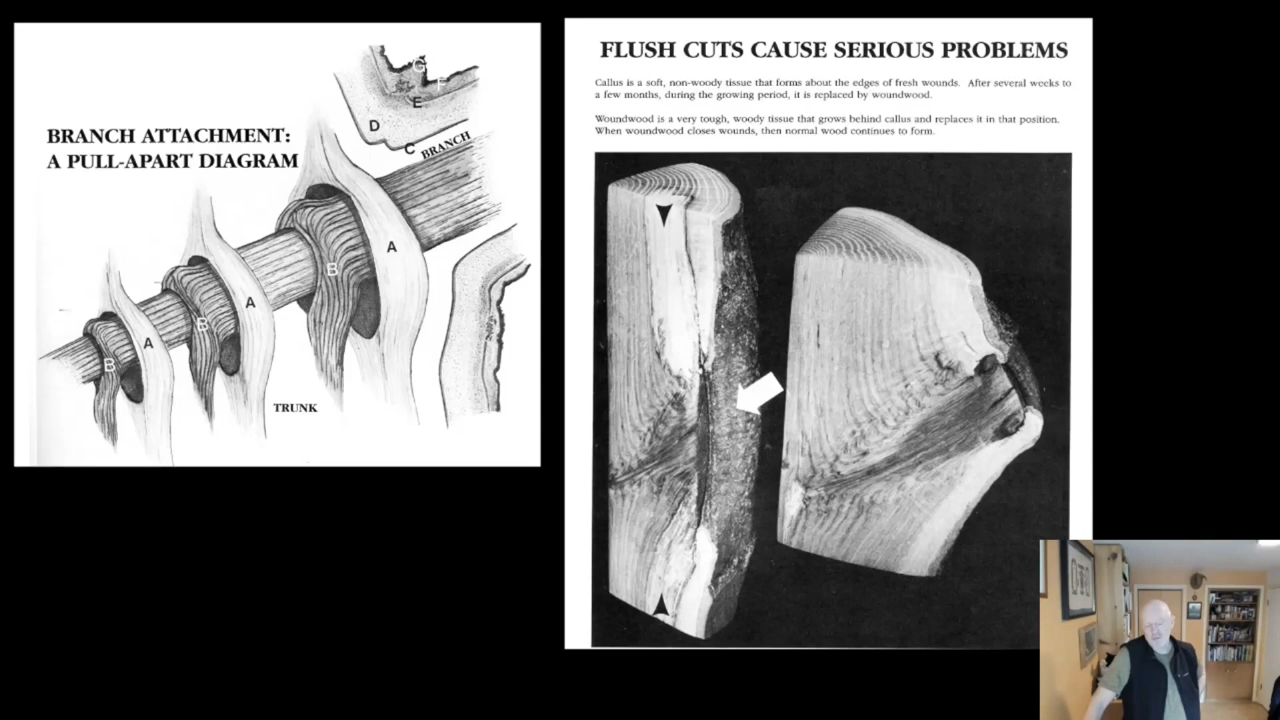 BRANCH ATTACHMENT:
A PULL-APART DIAGRAM
G
F
E
D
C
BRANCH
A
B
A
B
A
B
TRUNK
FLUSH CUTS CAUSE SERIOUS PROBLEMS
Callus is a soft, non-woody tissue that forms about the edges of fresh wounds. After several weeks to
a few months, during the growing period, it is replaced by woundwood.
Woundwood is a very tough, woody tissue that grows behind callus and replaces it in that position.
When woundwood closes wounds, then normal wood continues to form.